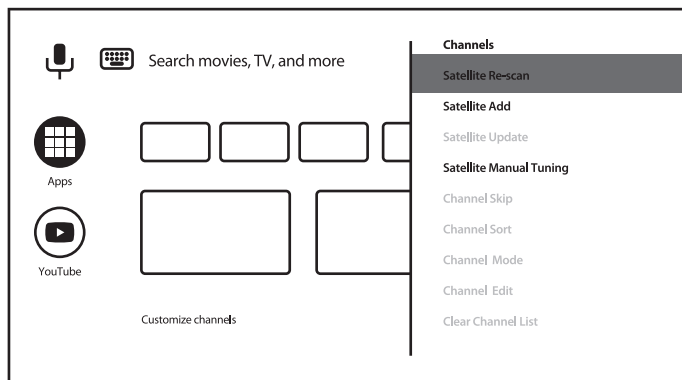 Search movies, TV, and more
Apps
YouTube
Customize channels
Channels
Satellite Re-scan
Satellite Add
Satellite Update
Satellite Manual Tuning
Channel Skip
Channel Sort
Channel Mode
Channel Edit
Clear Channel List